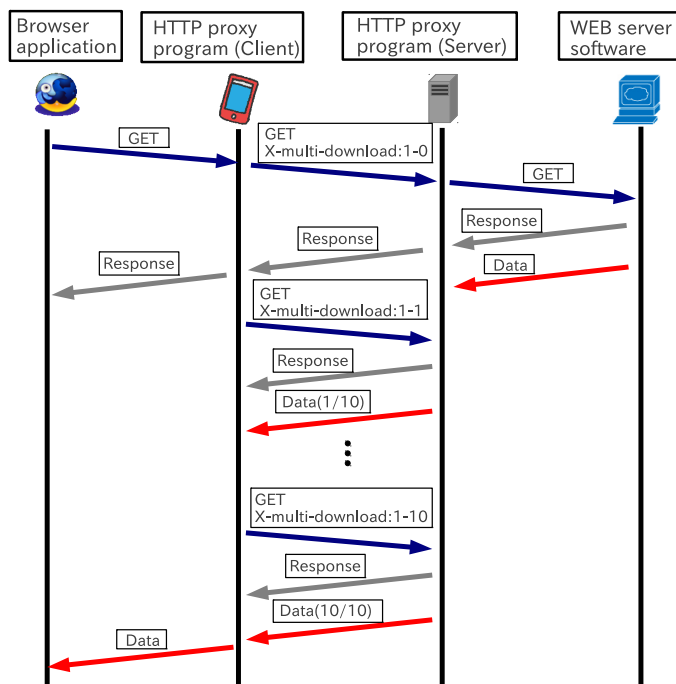 Browser
application
HTTP proxy
program (Client)
HTTP proxy
program (Server)
WEB server
software
GET
GET
X-multi-download:1-0
GET
Response
Response
Response
Data
GET
X-multi-download:1-1
Response
Data(1/10)
GET
X-multi-download:1-10
Response
Data(10/10)
Data